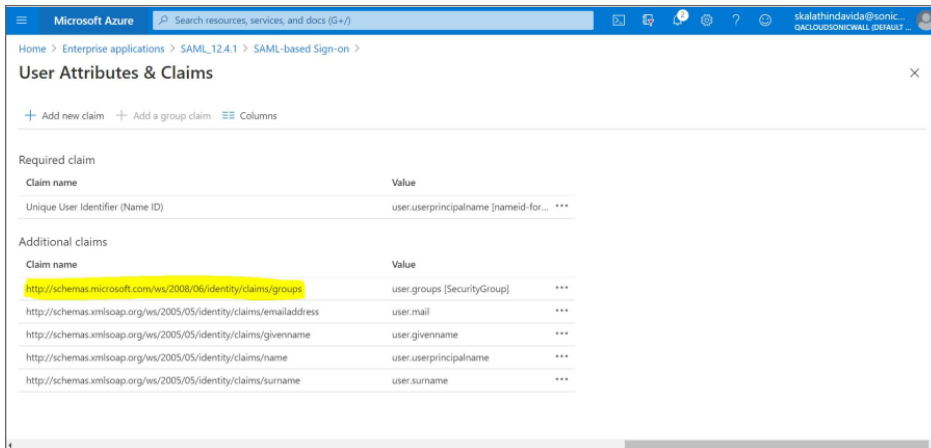 Microsoft Azure
Search resources, services, and docs (G+/)
2
skalathindavida@sonic...
QACLOUDSONICWALL (DEFAULT ...
Home > Enterprise applications > SAML_12.4.1 > SAML-based Sign-on >
User Attributes & Claims
Add new claim Add a group claim Columns
Required claim
Claim name Value
Unique User Identifier (Name ID) user.userprincipalname [nameid-for... ...
Additional claims
Claim name Value
http://schemas.microsoft.com/ws/2008/06/identity/claims/groups user.groups [SecurityGroup] ...
http://schemas.xmlsoap.org/ws/2005/05/identity/claims/emailaddress user.mail ...
http://schemas.xmlsoap.org/ws/2005/05/identity/claims/givenname user.givenname ...
http://schemas.xmlsoap.org/ws/2005/05/identity/claims/name user.userprincipalname ...
http://schemas.xmlsoap.org/ws/2005/05/identity/claims/surname user.surname ...